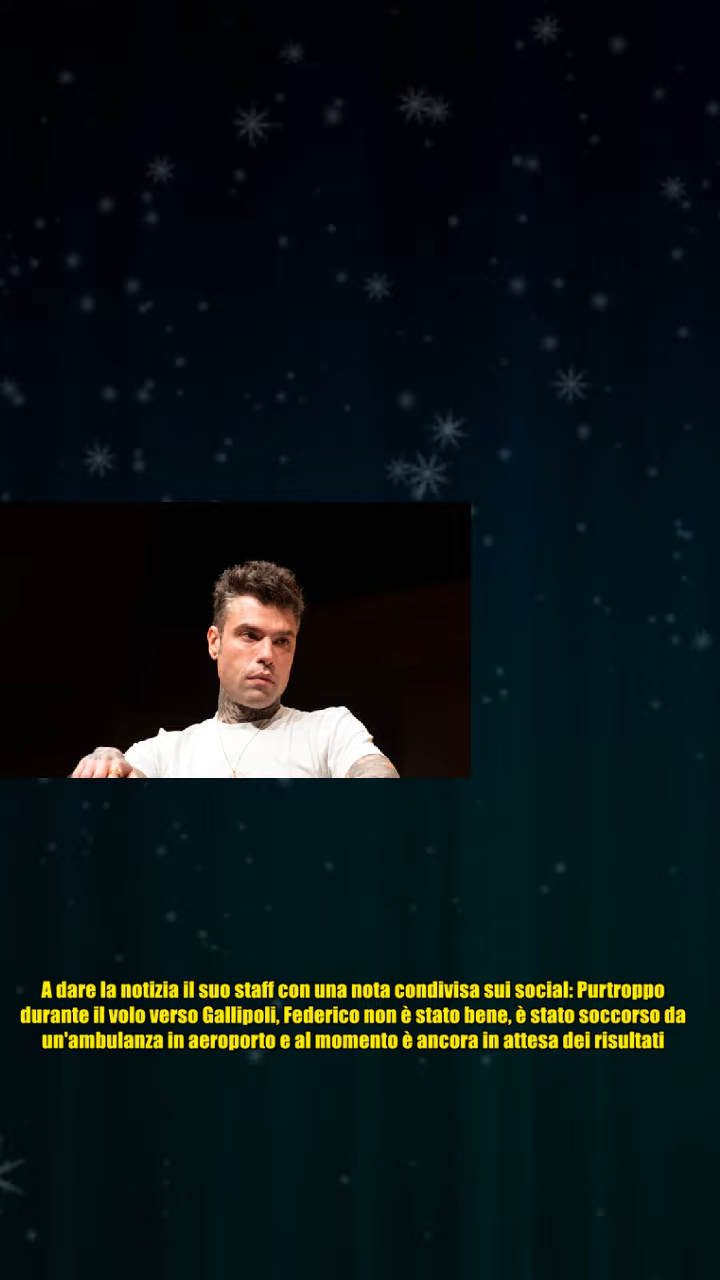 A dare la notizia il suo staff con una nota condivisa sui social: Purtroppo
durante il volo verso Gallipoli, Federico non è stato bene, è stato soccorso da
un'ambulanza in aeroporto e al momento è ancora in attesa dei risultati